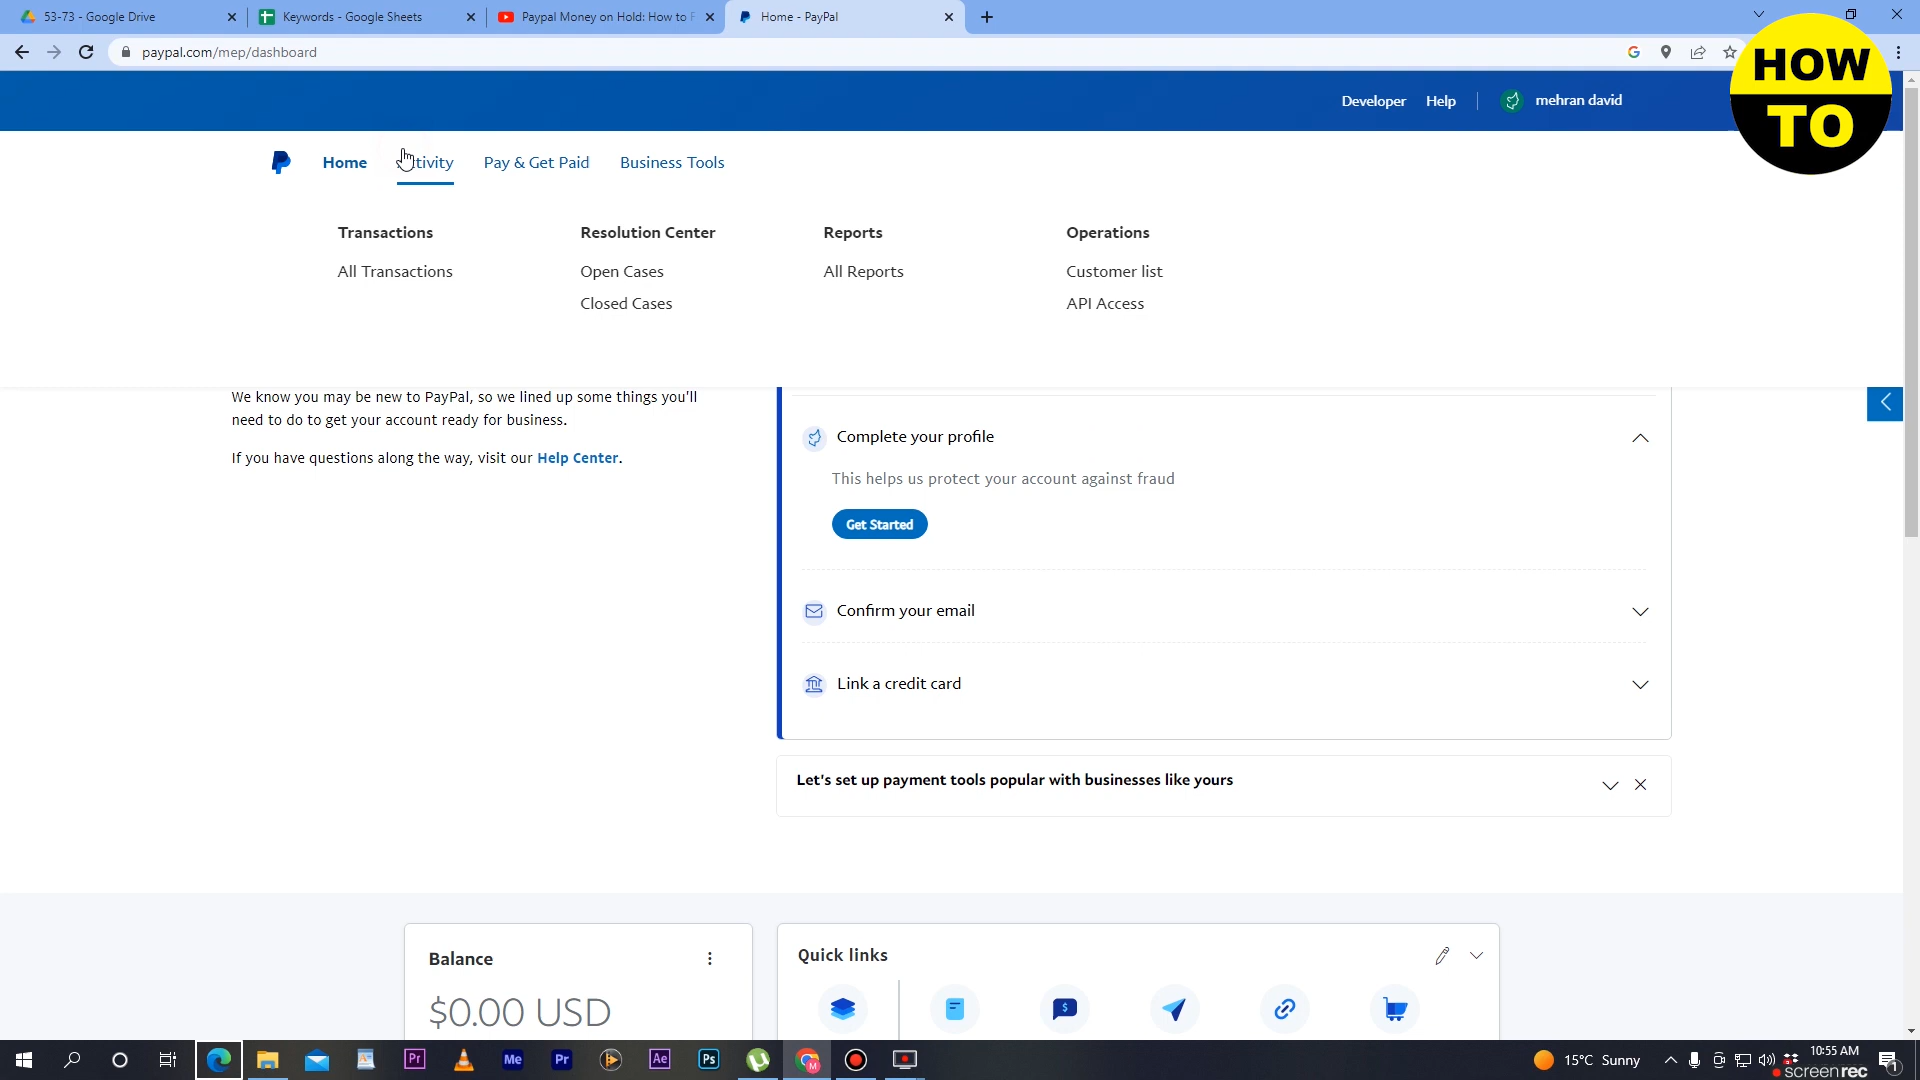 53-73 - Google Drive
Keywords - Google Sheets
Paypal Money on Hold: How to F
Home - PayPal
paypal.com/mep/dashboard
HOW
TO
Developer
Help
mehran david
Home
Pay & Get Paid
Business Tools
Transactions
Resolution Center
Reports
Operations
All Transactions
Open Cases
All Reports
Customer list
Closed Cases
API Access
We know you may be new to PayPal, so we lined up some things you'll
need to do to get your account ready for business.
If you have questions along the way, visit our Help Center.
Complete your profile
This helps us protect your account against fraud
Get Started
Confirm your email
Link a credit card
Let's set up payment tools popular with businesses like yours
Balance
$0.00 USD
Quick links
Pr
Me
Pr
Ae
Ps
M
15°C Sunny
10:55 AM
screenrec
1